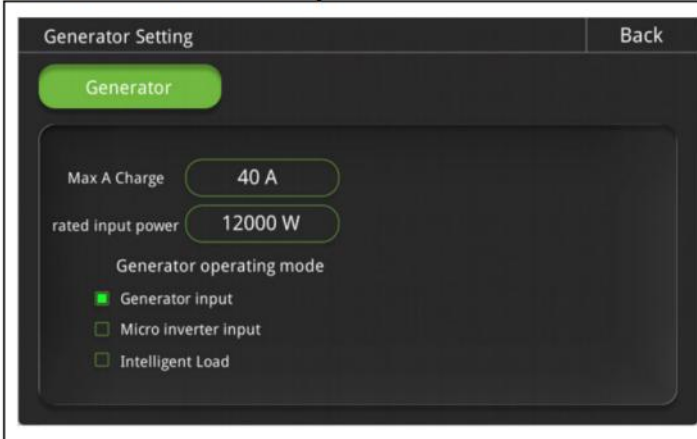 Generator Setting Back
Generator
Max A Charge 40 A
rated input power 12000 W
Generator operating mode
Generator input
Micro inverter input
Intelligent Load